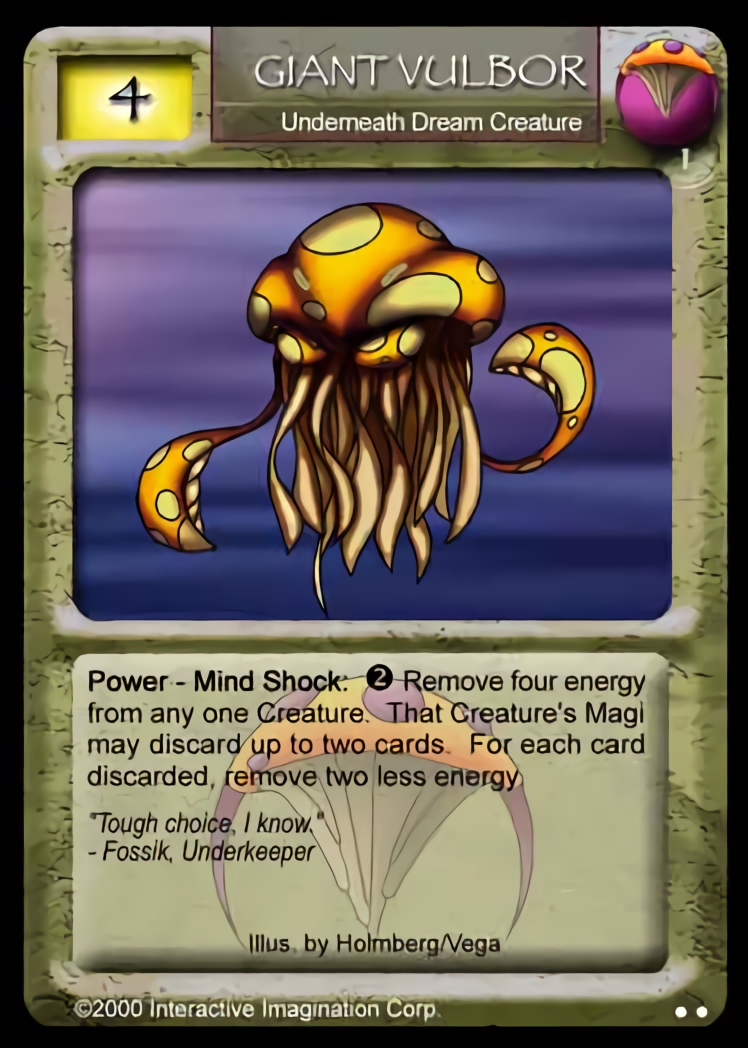 4
GIANT VULBOR
Underneath Dream Creature
1
Power - Mind Shock: 2 Remove four energy
from any one Creature. That Creature's Magi
may discard up to two cards. For each card
discarded, remove two less energy.
"Tough choice, I know."
- Fossik, Underkeeper
Illus. by Holmberg/Vega
©2000 Interactive Imagination Corp.